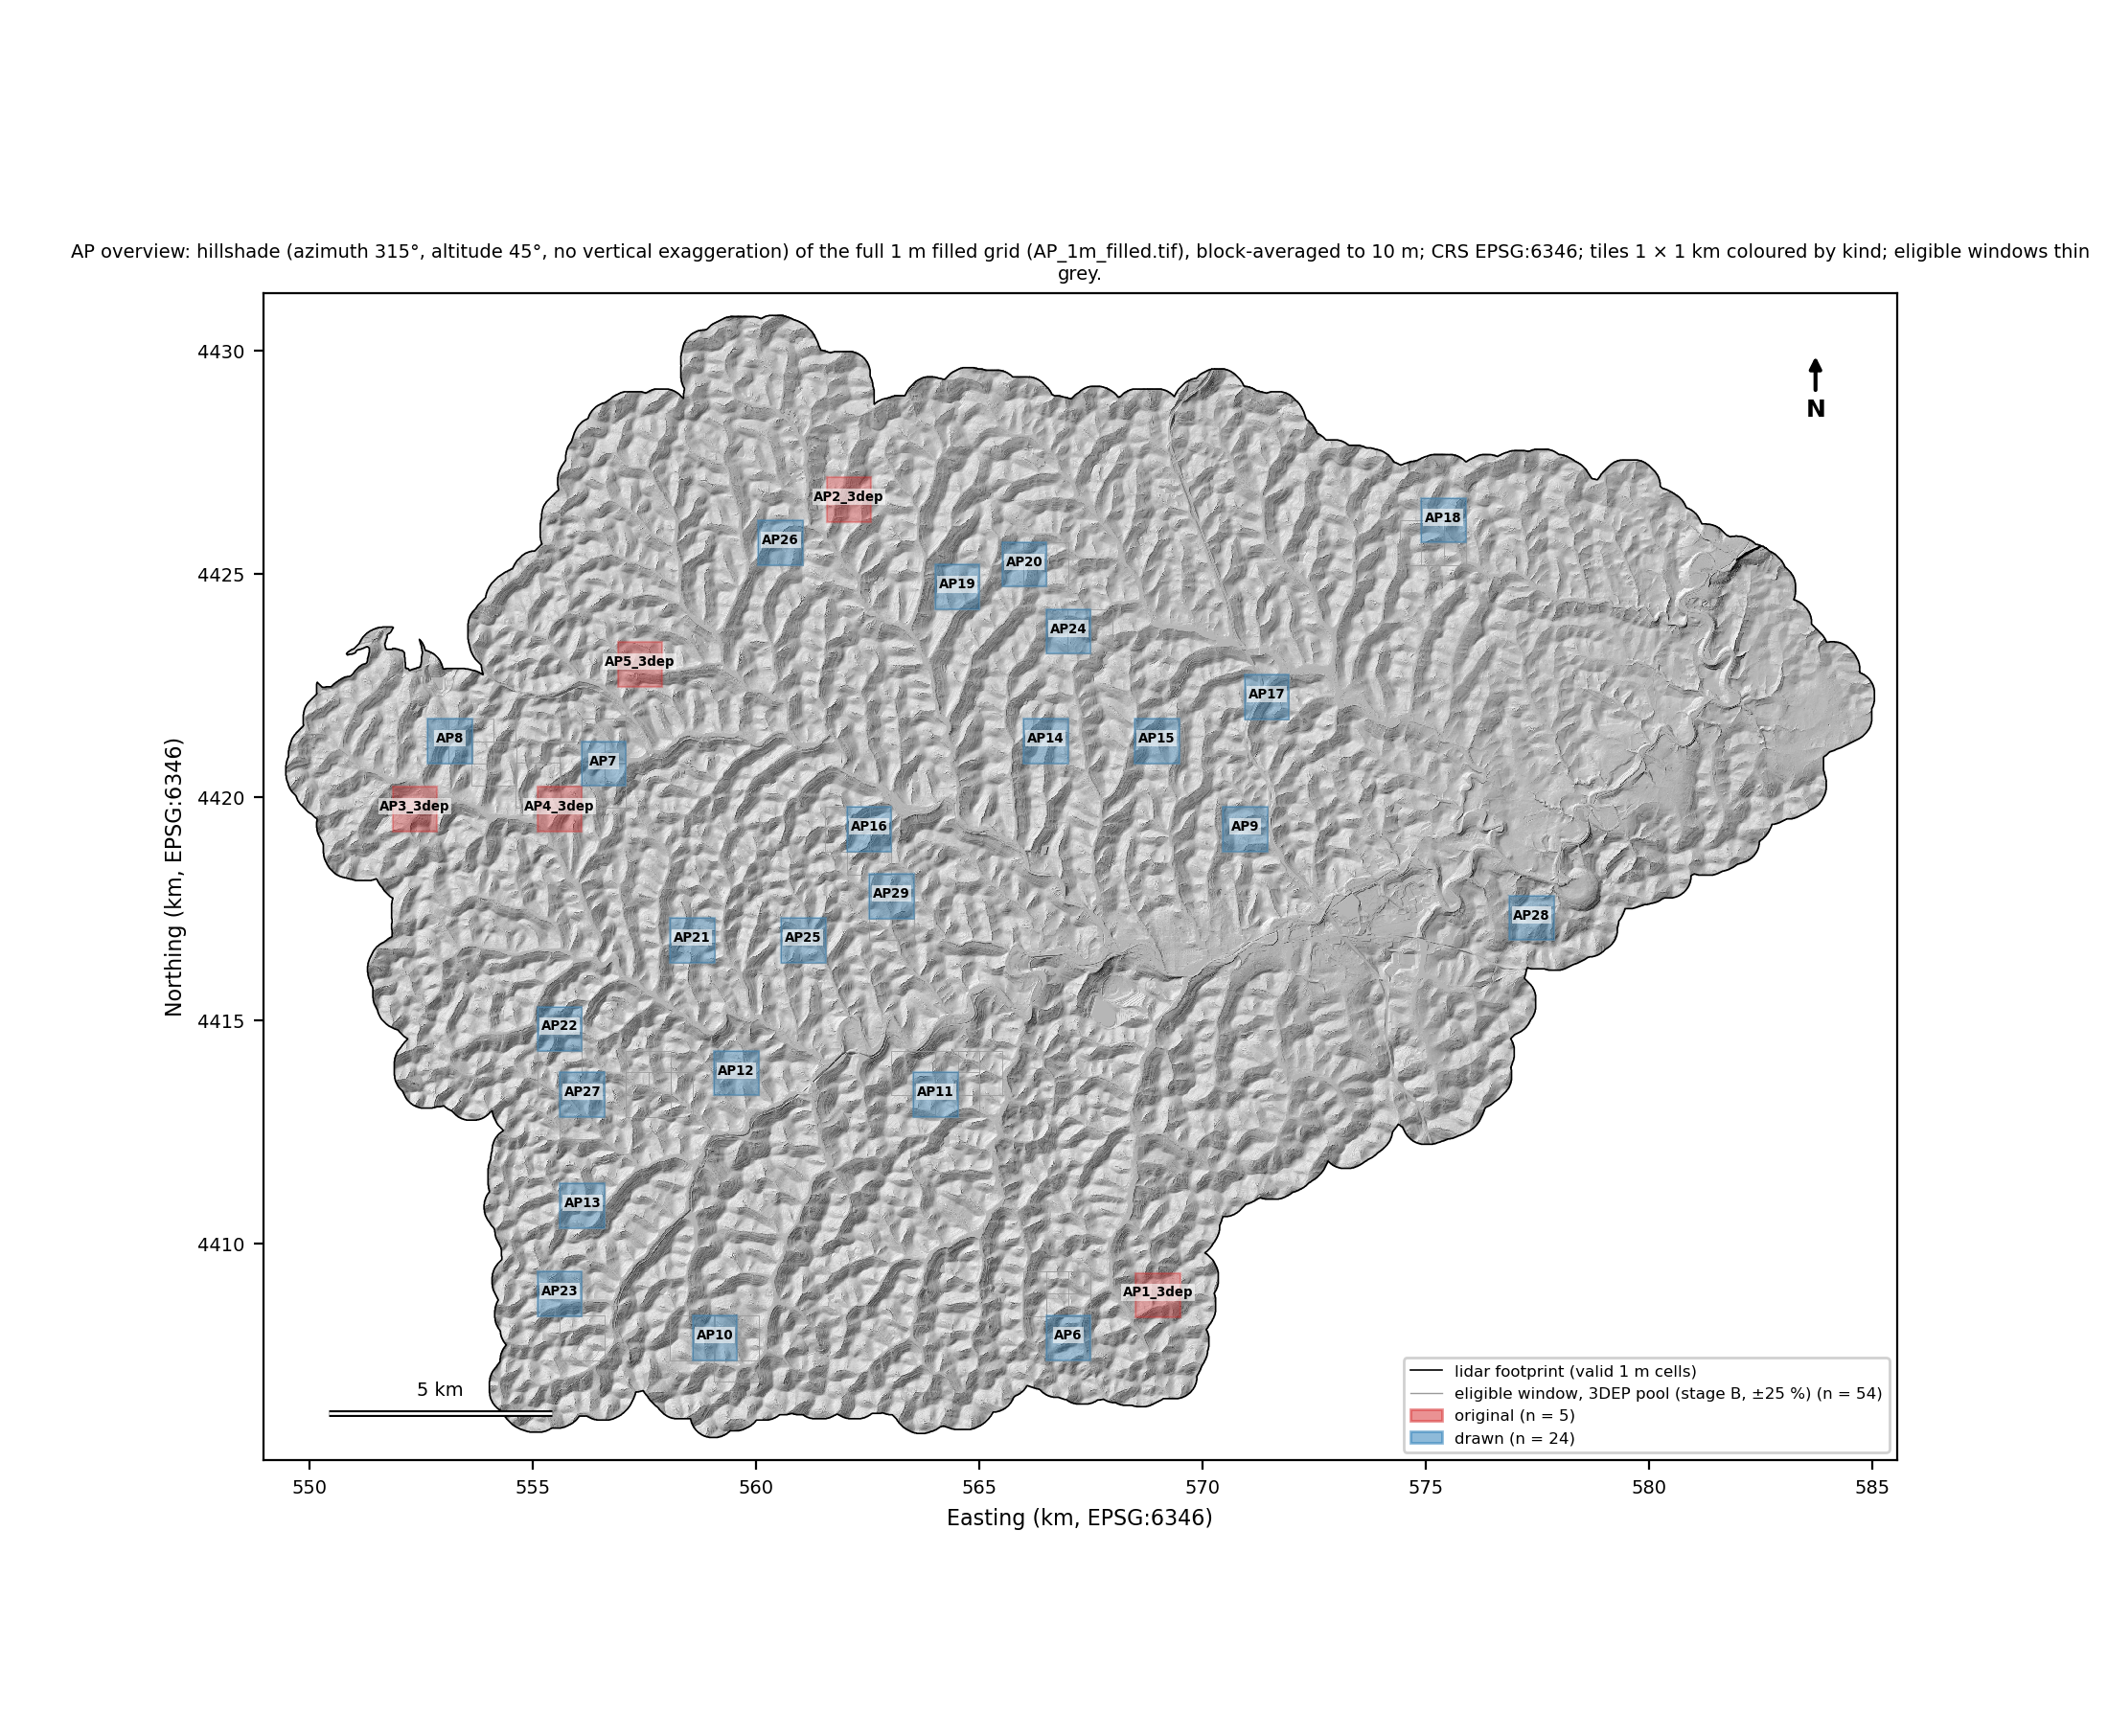 AP overview: hillshade (azimuth 315°, altitude 45°, no vertical exaggeration) of the full 1 m filled grid (AP_1m_filled.tif), block-averaged to 10 m; CRS EPSG:6346; tiles 1 × 1 km coloured by kind; eligible windows thin
grey.
4430
4425
4420
4415
4410
Northing (km, EPSG:6346)
N
AP2_3dep
AP18
AP26
AP20
AP19
AP24
AP5_3dep
AP17
AP8
AP14
AP15
AP7
AP3_3dep
AP4_3dep
AP16
AP9
AP29
AP28
AP21
AP25
AP22
AP12
AP27
AP11
AP13
AP23
AP1_3dep
AP10
AP6
5 km
lidar footprint (valid 1 m cells)
eligible window, 3DEP pool (stage B, ±25 %) (n = 54)
original (n = 5)
drawn (n = 24)
550
555
560
565
570
575
580
585
Easting (km, EPSG:6346)